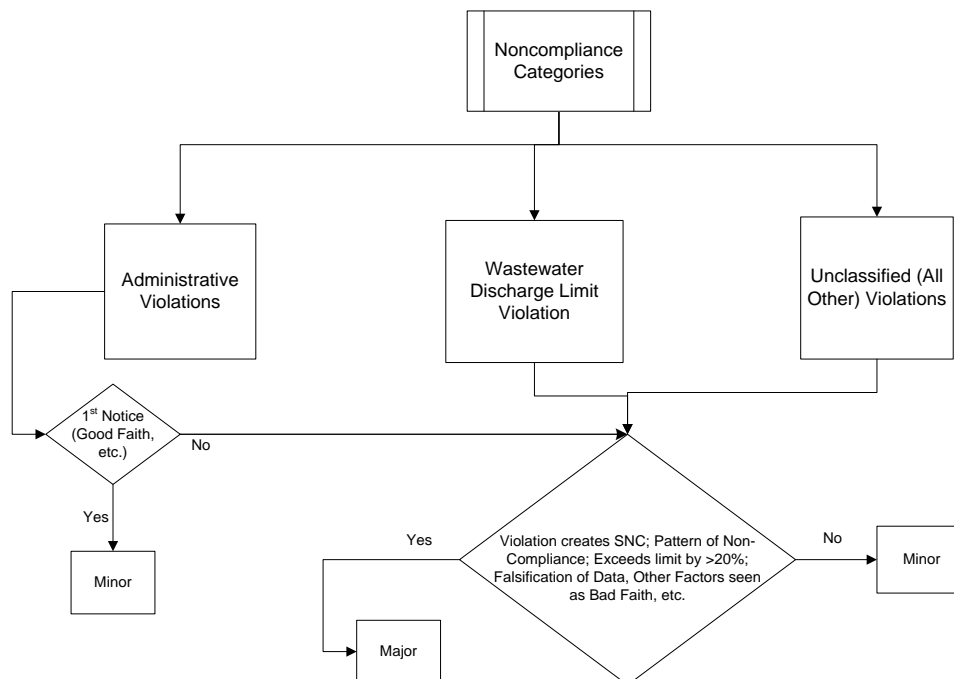 Noncompliance
Categories
Administrative
Violations
Wastewater
Discharge Limit
Violation
Unclassified (All
Other) Violations
1st Notice
(Good Faith,
etc.)
No
Yes
Minor
Yes
Violation creates SNC; Pattern of Non-
Compliance; Exceeds limit by >20%;
Falsification of Data, Other Factors seen
as Bad Faith, etc.
No
Minor
Major